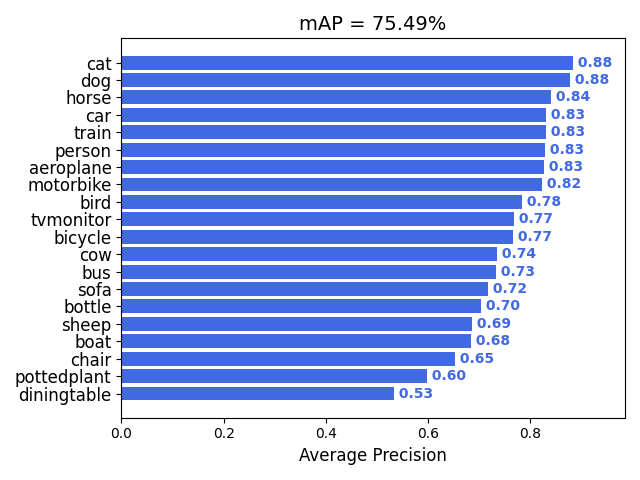 mAP = 75.49%
cat 0.88
dog 0.88
horse 0.84
car 0.83
train 0.83
person 0.83
aeroplane 0.83
motorbike 0.82
bird 0.78
tvmonitor 0.77
bicycle 0.77
cow 0.74
bus 0.73
sofa 0.72
bottle 0.70
sheep 0.69
boat 0.68
chair 0.65
pottedplant 0.60
diningtable 0.53
0.0 0.2 0.4 0.6 0.8
Average Precision